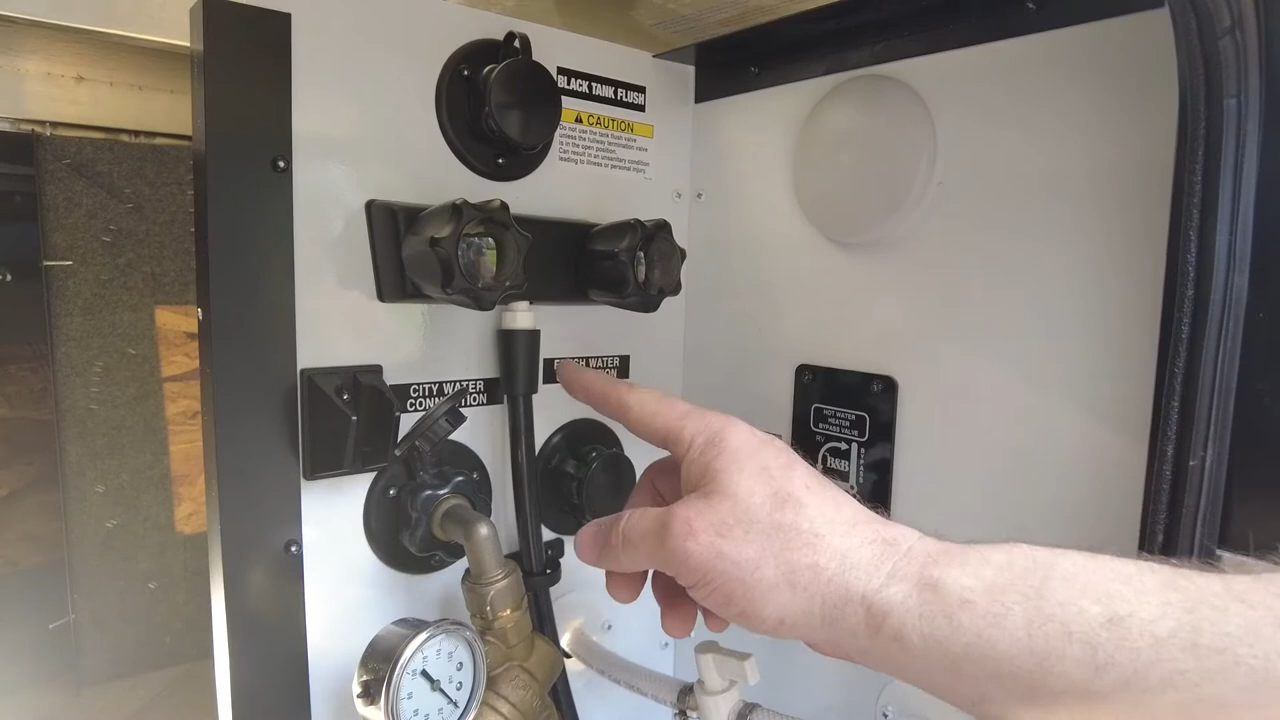 BLACK TANK FLUSH
CAUTION
Do not use the tank flush valve
unless the fullway termination valve
is in the open position.
Can result in an unsanitary condition
leading to illness or personal injury.
CITY WATER
WATER
HOT WATER
HEATER
BYPASS VALVE
RV
B&B
BYPASS